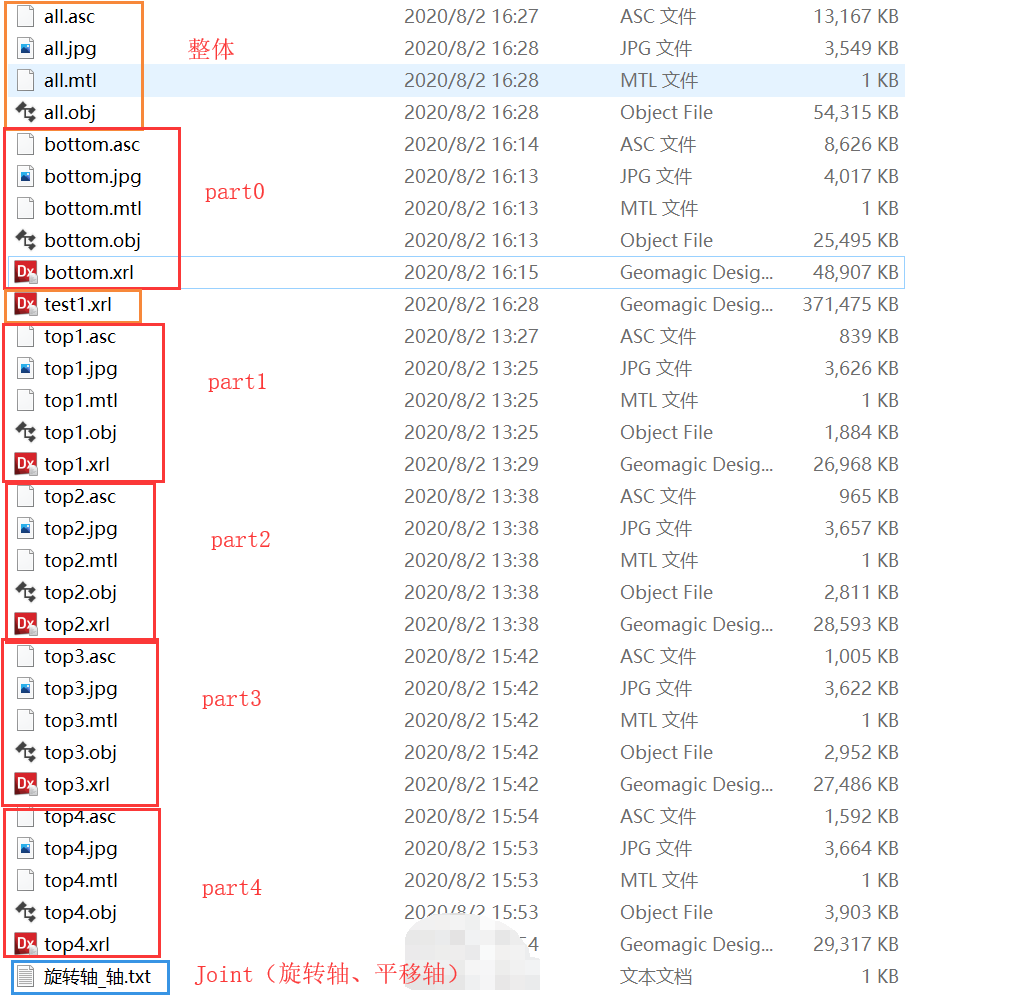 all.asc 2020/8/2 16:27 ASC 文件 13,167 KB
all.jpg 2020/8/2 16:28 JPG 文件 3,549 KB
整体
all.mtl 2020/8/2 16:28 MTL 文件 1 KB
all.obj 2020/8/2 16:28 Object File 54,315 KB
bottom.asc 2020/8/2 16:14 ASC 文件 8,626 KB
bottom.jpg 2020/8/2 16:13 JPG 文件 4,017 KB
part0
bottom.mtl 2020/8/2 16:13 MTL 文件 1 KB
bottom.obj 2020/8/2 16:13 Object File 25,495 KB
bottom.xrl 2020/8/2 16:15 Geomagic Desig... 48,907 KB
test1.xrl 2020/8/2 16:28 Geomagic Desig... 371,475 KB
top1.asc 2020/8/2 13:27 ASC 文件 839 KB
top1.jpg 2020/8/2 13:25 JPG 文件 3,626 KB
part1
top1.mtl 2020/8/2 13:25 MTL 文件 1 KB
top1.obj 2020/8/2 13:25 Object File 1,884 KB
top1.xrl 2020/8/2 13:29 Geomagic Desig... 26,968 KB
top2.asc 2020/8/2 13:38 ASC 文件 965 KB
top2.jpg 2020/8/2 13:38 JPG 文件 3,657 KB
part2
top2.mtl 2020/8/2 13:38 MTL 文件 1 KB
top2.obj 2020/8/2 13:38 Object File 2,811 KB
top2.xrl 2020/8/2 13:38 Geomagic Desig... 28,593 KB
top3.asc 2020/8/2 15:42 ASC 文件 1,005 KB
top3.jpg 2020/8/2 15:42 JPG 文件 3,622 KB
part3
top3.mtl 2020/8/2 15:42 MTL 文件 1 KB
top3.obj 2020/8/2 15:42 Object File 2,952 KB
top3.xrl 2020/8/2 15:42 Geomagic Desig... 27,486 KB
top4.asc 2020/8/2 15:54 ASC 文件 1,592 KB
top4.jpg 2020/8/2 15:53 JPG 文件 3,664 KB
top4.mtl 2020/8/2 15:53 MTL 文件 1 KB
part4
top4.obj 2020/8/2 15:53 Object File 3,903 KB
top4.xrl Geomagic Desig... 29,317 KB
旋转轴_轴.txt Joint（旋转轴、平移轴） 文本文档 1 KB